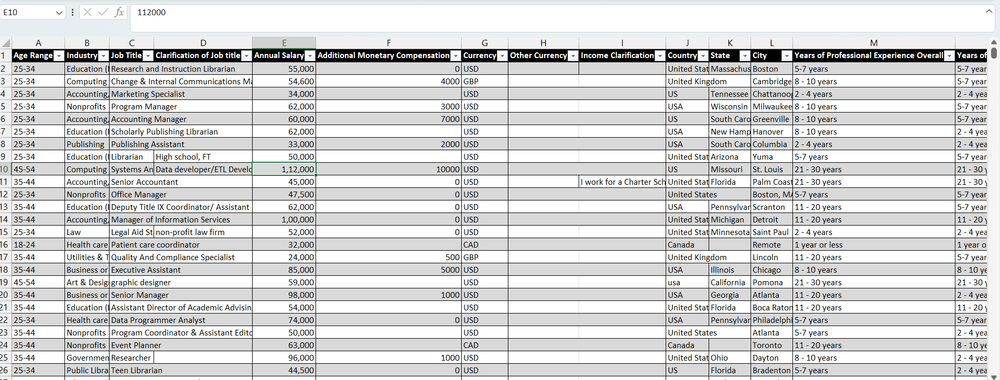 E10 fx 112000
A B C D E F G H I J K L M
1 Age Range Industry Job Title Clarification of Job title Annual Salary Additional Monetary Compensation Currency Other Currency Income Clarification Country State City Years of Professional Experience Overall Years of
2 25-34 Education ( Research and Instruction Librarian 55,000 0 USD United Stat Massachus Boston 5-7 years 5-7 year
3 25-34 Computing Change & Internal Communications Ma 54,600 4000 GBP United Kingdom Cambridge 8 - 10 years 5-7 year
4 25-34 Accounting, Marketing Specialist 34,000 USD US Tennessee Chattanoog 2 - 4 years 2 - 4 yea
5 25-34 Nonprofits Program Manager 62,000 3000 USD USA Wisconsin Milwaukee 8 - 10 years 5-7 year
6 25-34 Accounting, Accounting Manager 60,000 7000 USD US South Caro Greenville 8 - 10 years 5-7 year
7 25-34 Education ( Scholarly Publishing Librarian 62,000 USD USA New Hamp Hanover 8 - 10 years 2 - 4 yea
8 25-34 Publishing Publishing Assistant 33,000 2000 USD USA South Caro Columbia 2 - 4 years 2 - 4 yea
9 25-34 Education ( Librarian High school, FT 50,000 USD United Stat Arizona Yuma 5-7 years 5-7 year
10 45-54 Computing Systems An Data developer/ETL Develo 1,12,000 10000 USD US Missouri St. Louis 21 - 30 years 21 - 30 y
11 35-44 Accounting, Senior Accountant 45,000 0 USD I work for a Charter Sch United Stat Florida Palm Coast 21 - 30 years 21 - 30 y
12 25-34 Nonprofits Office Manager 47,500 0 USD United States Boston, MA 5-7 years 5-7 year
13 35-44 Education ( Deputy Title IX Coordinator/ Assistant 62,000 0 USD USA Pennsylvan Scranton 11 - 20 years 5-7 year
14 35-44 Accounting, Manager of Information Services 1,00,000 0 USD United Stat Michigan Detroit 11 - 20 years 11 - 20 y
15 25-34 Law Legal Aid St non-profit law firm 52,000 0 USD United Stat Minnesota Saint Paul 2 - 4 years 2 - 4 yea
16 18-24 Health care Patient care coordinator 32,000 CAD Canada Remote 1 year or less 1 year o
17 35-44 Utilities & T Quality And Compliance Specialist 24,000 500 GBP United Kingdom Lincoln 11 - 20 years 5-7 year
18 35-44 Business or Executive Assistant 85,000 5000 USD USA Illinois Chicago 8 - 10 years 8 - 10 ye
19 45-54 Art & Desig graphic designer 59,000 USD usa California Pomona 21 - 30 years 21 - 30 y
20 35-44 Business or Senior Manager 98,000 1000 USD USA Georgia Atlanta 11 - 20 years 2 - 4 yea
21 35-44 Education ( Assistant Director of Academic Advisin 54,000 USD United Stat Florida Boca Raton 11 - 20 years 11 - 20 y
22 25-34 Health care Data Programmer Analyst 74,000 0 USD USA Pennsylvan Philadelphi 5-7 years 5-7 year
23 35-44 Nonprofits Program Coordinator & Assistant Edito 50,000 USD United States Atlanta 5-7 years 2 - 4 yea
24 35-44 Nonprofits Event Planner 63,000 CAD Canada Toronto 11 - 20 years 8 - 10 ye
25 35-44 Governmen Researcher 96,000 1000 USD United Stat Ohio Dayton 8 - 10 years 2 - 4 yea
26 25-34 Public Libra Teen Librarian 44,500 0 USD US Florida Bradenton 5-7 years 2 - 4 yea